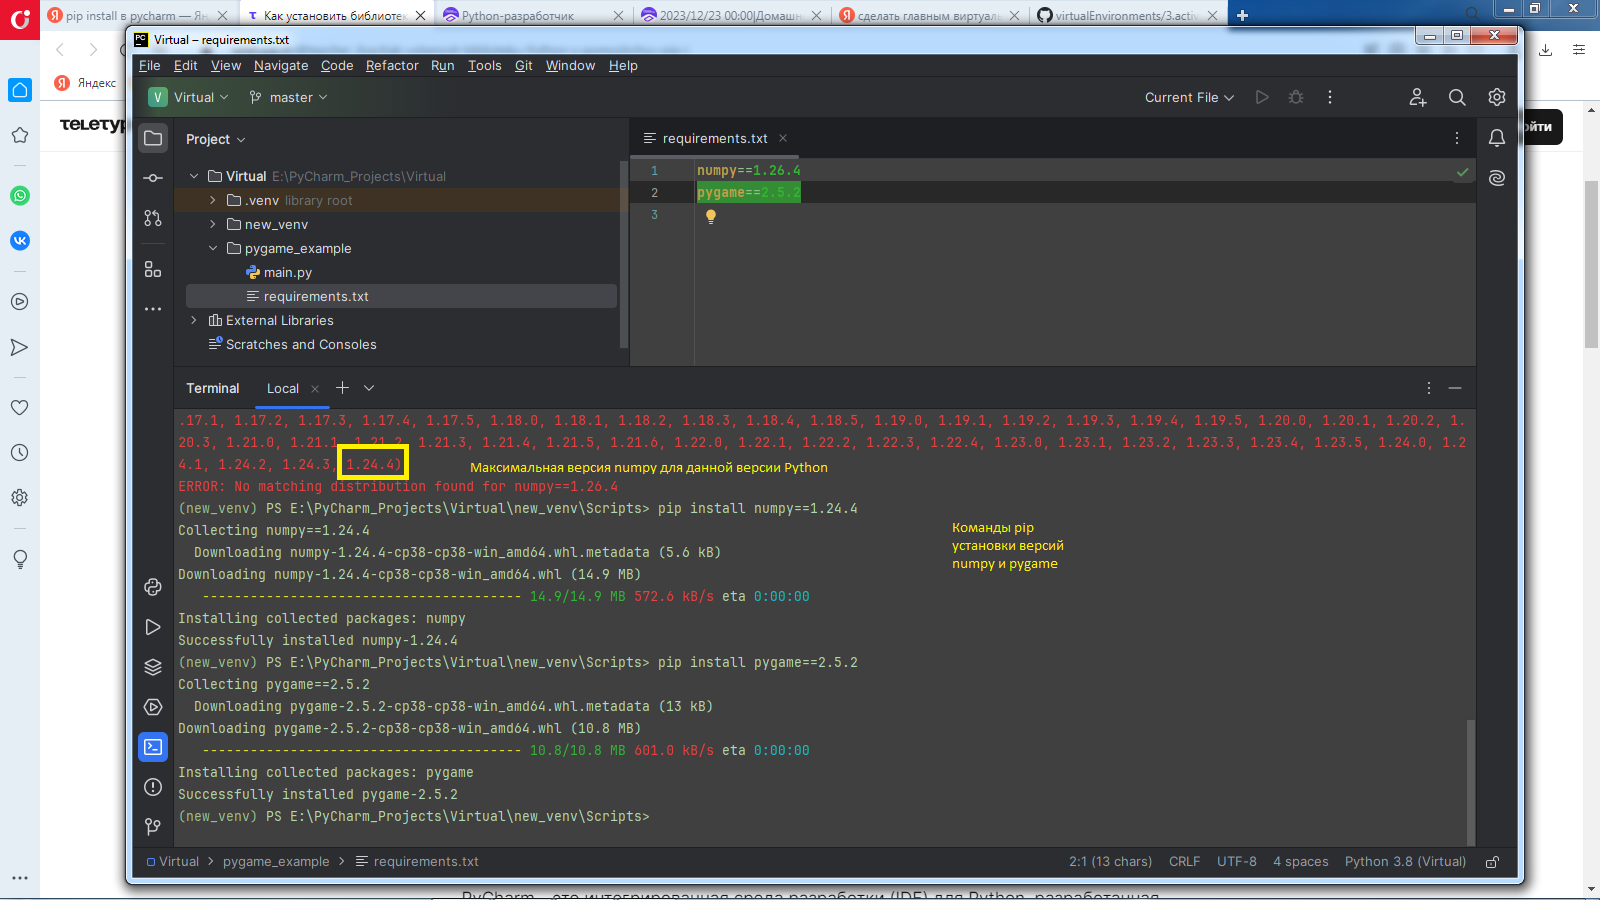 pip install в pycharm — Ян
Как установить библиотек
Python-разработчик
2023/12/23 00:00|Домашн
сделать главным виртуаль
virtualEnvironments/3.activ
Virtual – requirements.txt
File Edit View Navigate Code Refactor Run Tools Git Window Help
Яндекс
V Virtual master Current File
TELETYP
ойти
Project
requirements.txt
Virtual E:\PyCharm_Projects\Virtual
.venv library root
new_venv
pygame_example
main.py
requirements.txt
External Libraries
Scratches and Consoles
1 numpy==1.26.4
2 pygame==2.5.2
3
Terminal Local
.17.1, 1.17.2, 1.17.3, 1.17.4, 1.17.5, 1.18.0, 1.18.1, 1.18.2, 1.18.3, 1.18.4, 1.18.5, 1.19.0, 1.19.1, 1.19.2, 1.19.3, 1.19.4, 1.19.5, 1.20.0, 1.20.1, 1.20.2, 1.
20.3, 1.21.0, 1.21.1, 1.21.2, 1.21.3, 1.21.4, 1.21.5, 1.21.6, 1.22.0, 1.22.1, 1.22.2, 1.22.3, 1.22.4, 1.23.0, 1.23.1, 1.23.2, 1.23.3, 1.23.4, 1.23.5, 1.24.0, 1.2
4.1, 1.24.2, 1.24.3, 1.24.4)
Максимальная версия numpy для данной версии Python
ERROR: No matching distribution found for numpy==1.26.4
(new_venv) PS E:\PyCharm_Projects\Virtual\new_venv\Scripts> pip install numpy==1.24.4
Collecting numpy==1.24.4
Downloading numpy-1.24.4-cp38-cp38-win_amd64.whl.metadata (5.6 kB)
Downloading numpy-1.24.4-cp38-cp38-win_amd64.whl (14.9 MB)
---------------------------------------- 14.9/14.9 MB 572.6 kB/s eta 0:00:00
Installing collected packages: numpy
Successfully installed numpy-1.24.4
(new_venv) PS E:\PyCharm_Projects\Virtual\new_venv\Scripts> pip install pygame==2.5.2
Collecting pygame==2.5.2
Downloading pygame-2.5.2-cp38-cp38-win_amd64.whl.metadata (13 kB)
Downloading pygame-2.5.2-cp38-cp38-win_amd64.whl (10.8 MB)
---------------------------------------- 10.8/10.8 MB 601.0 kB/s eta 0:00:00
Installing collected packages: pygame
Successfully installed pygame-2.5.2
(new_venv) PS E:\PyCharm_Projects\Virtual\new_venv\Scripts>
Команды pip
установки версий
numpy и pygame
Virtual > pygame_example > requirements.txt
2:1 (13 chars) CRLF UTF-8 4 spaces Python 3.8 (Virtual)
PyCharm – это интегрированная среда разработки (IDE) для Python, разработанная